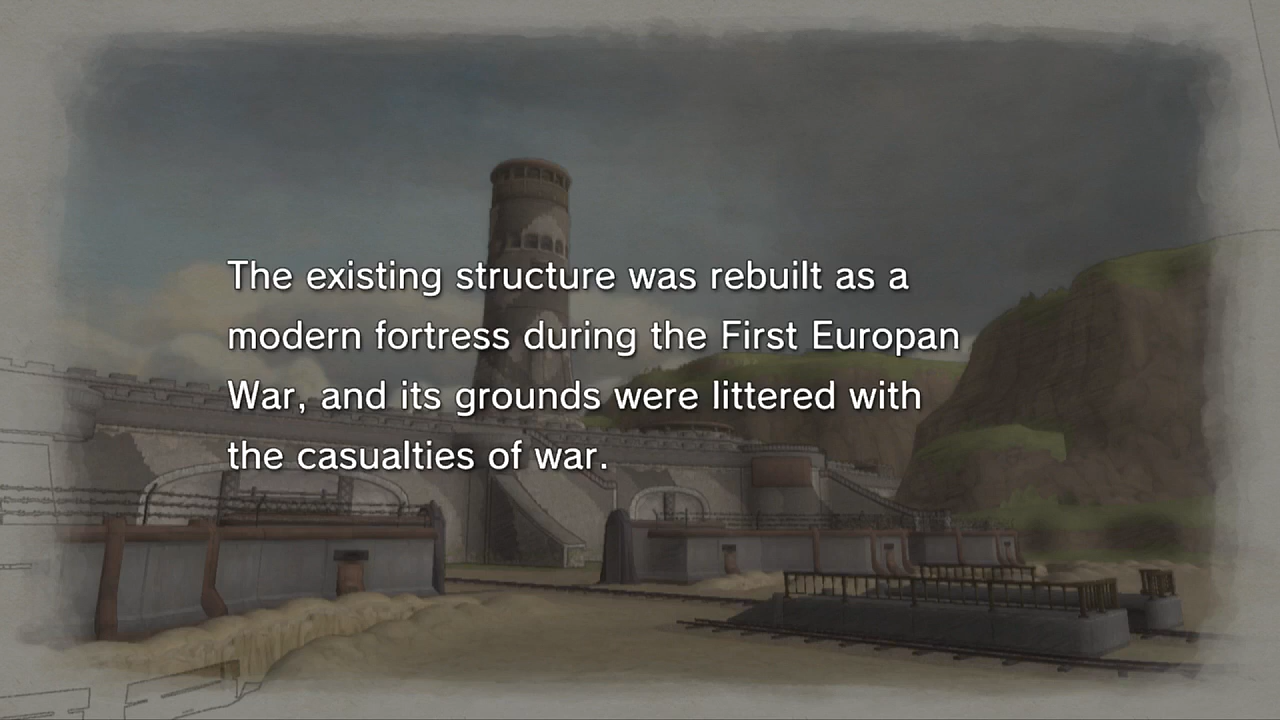 The existing structure was rebuilt as a
modern fortress during the First Europan
War, and its grounds were littered with
the casualties of war.